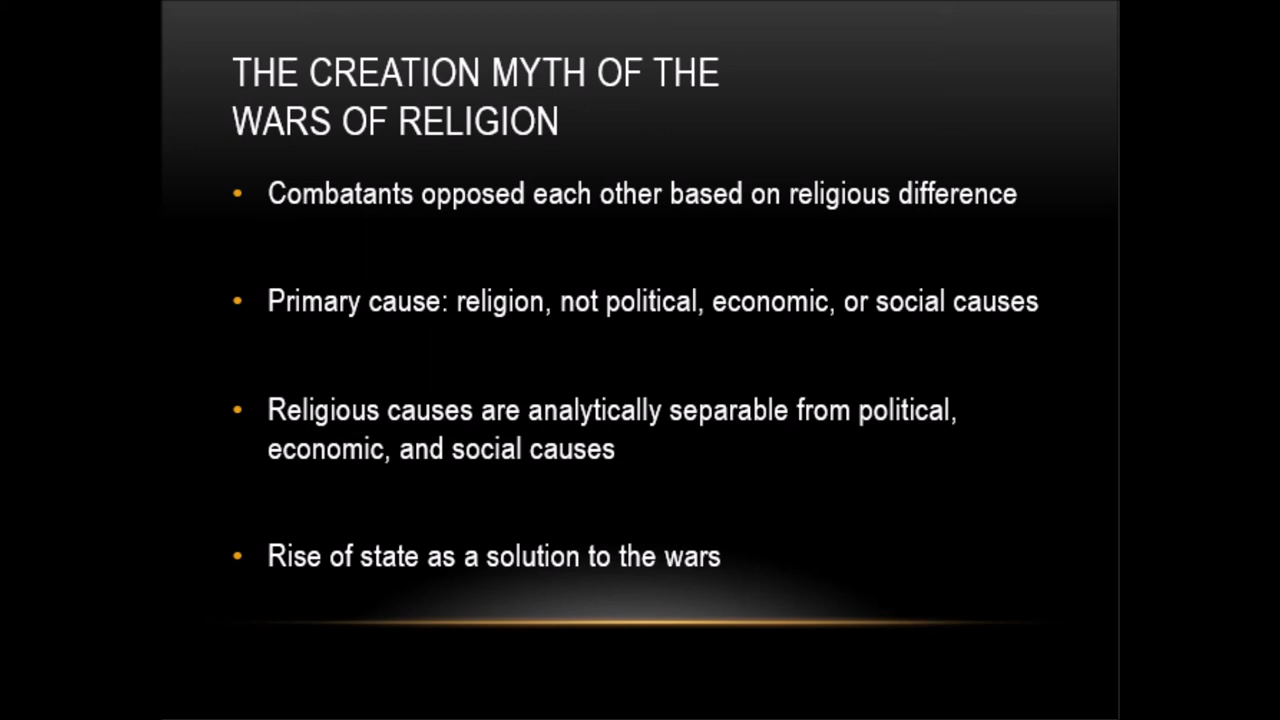 THE CREATION MYTH OF THE
WARS OF RELIGION
• Combatants opposed each other based on religious difference
• Primary cause: religion, not political, economic, or social causes
• Religious causes are analytically separable from political,
economic, and social causes
• Rise of state as a solution to the wars